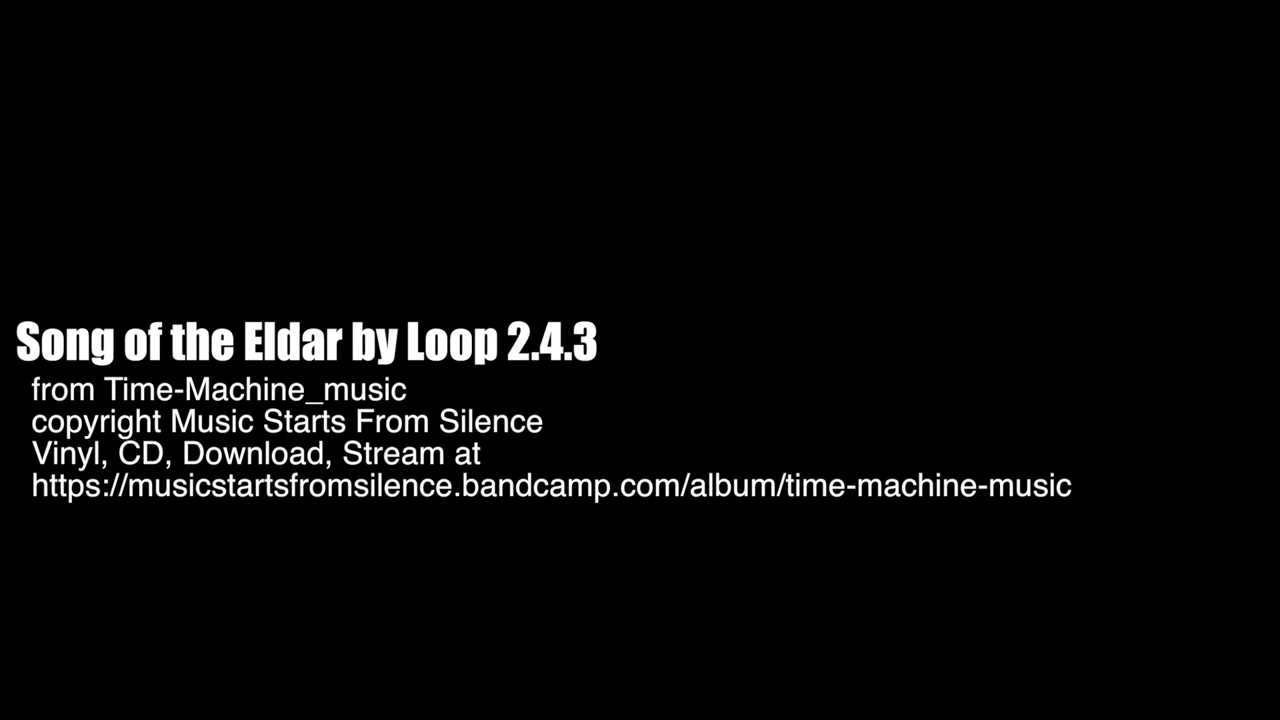 Song of the Eldar by Loop 2.4.3
from Time-Machine_music
copyright Music Starts From Silence
Vinyl, CD, Download, Stream at
https://musicstartsfromsilence.bandcamp.com/album/time-machine-music